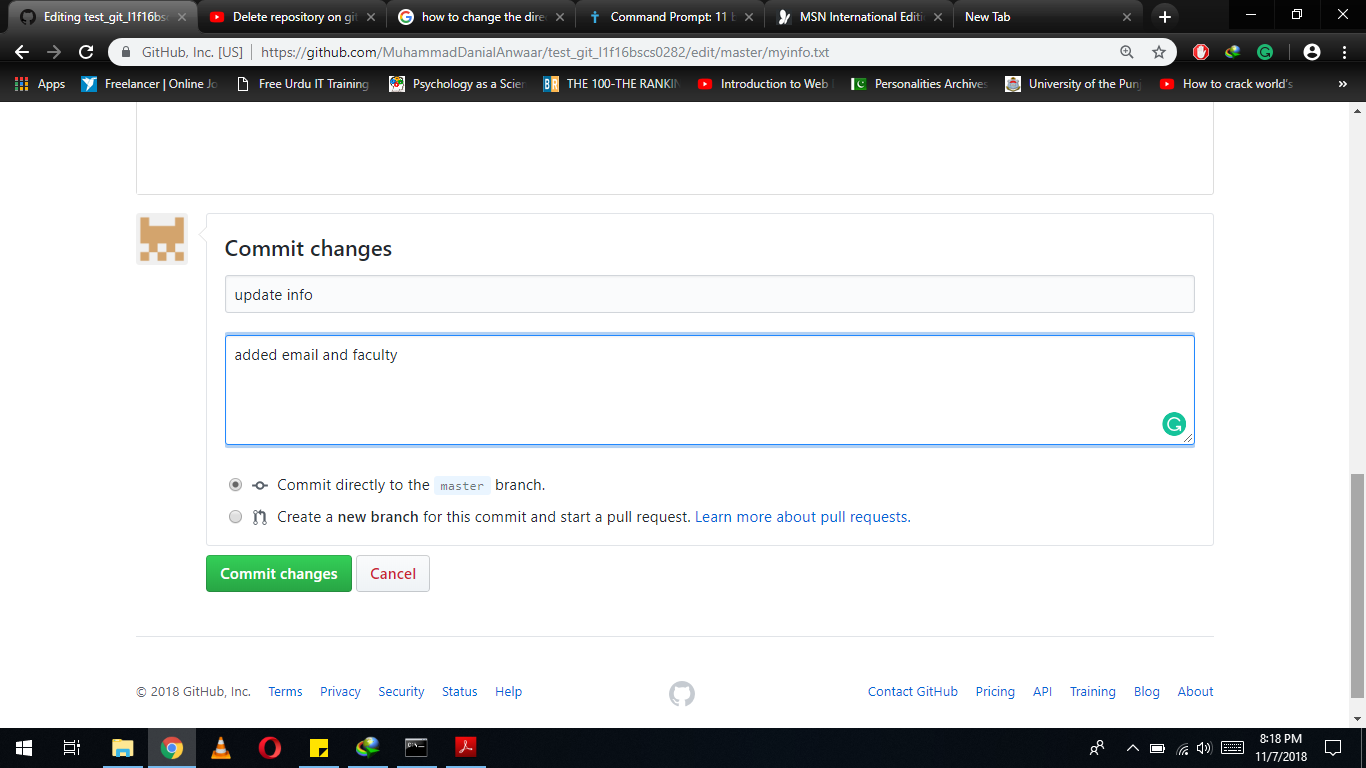 Editing test_git_l1f16bsc
Delete repository on git
how to change the dire
Command Prompt: 11 b
MSN International Editi
New Tab
GitHub, Inc. [US] | https://github.com/MuhammadDanialAnwaar/test_git_l1f16bscs0282/edit/master/myinfo.txt
Apps
Freelancer | Online Jo
Free Urdu IT Training
Psychology as a Scien
BR
THE 100-THE RANKIN
Introduction to Web
Personalities Archives
University of the Punj
How to crack world's
»
Commit changes
update info
added email and faculty
Commit directly to the master branch.
Create a new branch for this commit and start a pull request. Learn more about pull requests.
Commit changes
Cancel
© 2018 GitHub, Inc.
Terms
Privacy
Security
Status
Help
Contact GitHub
Pricing
API
Training
Blog
About
8:18 PM
11/7/2018